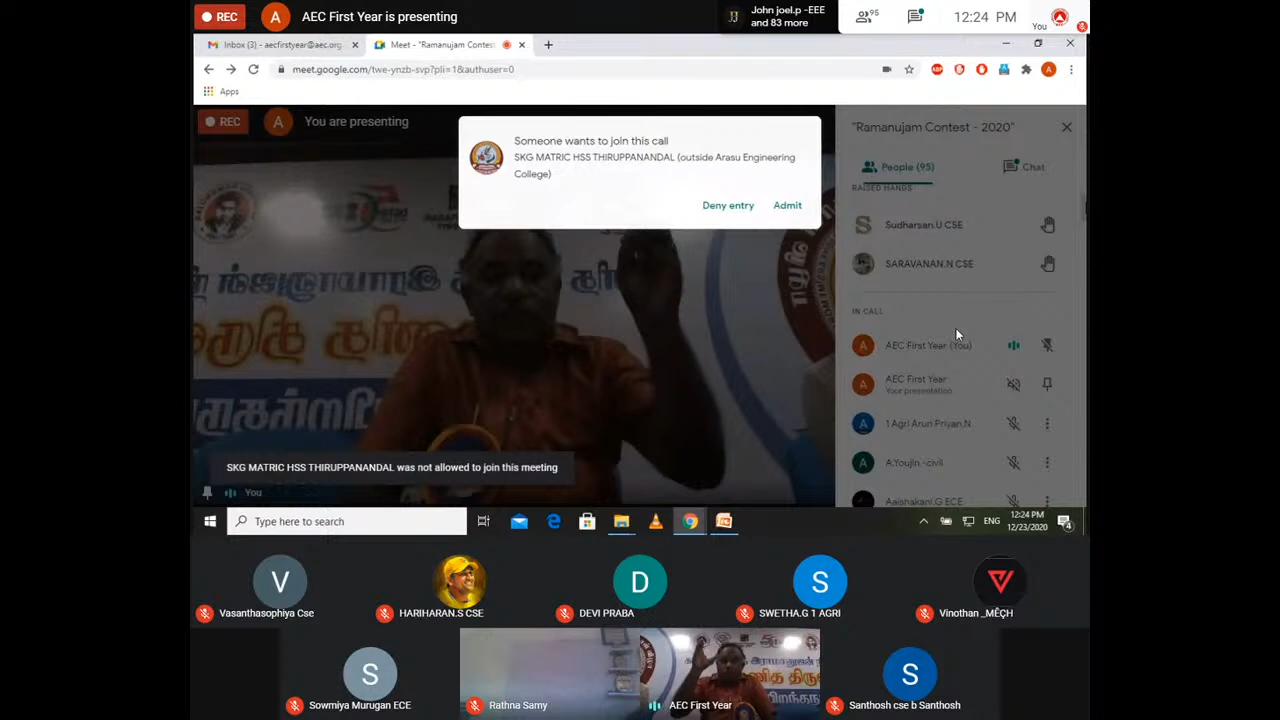 REC
AEC First Year is presenting
John joel.p -EEE
and 83 more
95
12:24 PM
You
Inbox (3) - aecfirstyear@aec.org
Meet - "Ramanujam Contest
meet.google.com/twe-ynzb-svp?pli=1&authuser=0
Apps
REC
You are presenting
Someone wants to join this call
SKG MATRIC HSS THIRUPPANANDAL (outside Arasu Engineering
College)
Deny entry
Admit
"Ramanujam Contest - 2020"
People (95)
Chat
RAISED HANDS
Sudharsan.U CSE
SARAVANAN.N CSE
IN CALL
AEC First Year (You)
AEC First Year
Your presentation
1 Agri Arun Priyan.N
A.Youjin -civil
Aaishakani.G ECE
SKG MATRIC HSS THIRUPPANANDAL was not allowed to join this meeting
You
Type here to search
ENG
12:24 PM
12/23/2020
4
V
Vasanthasophiya Cse
HARIHARAN.S CSE
D
DEVI PRABA
S
SWETHA.G 1 AGRI
Vinothan _MÊÇH
S
Sowmiya Murugan ECE
Rathna Samy
AEC First Year
S
Santhosh cse b Santhosh